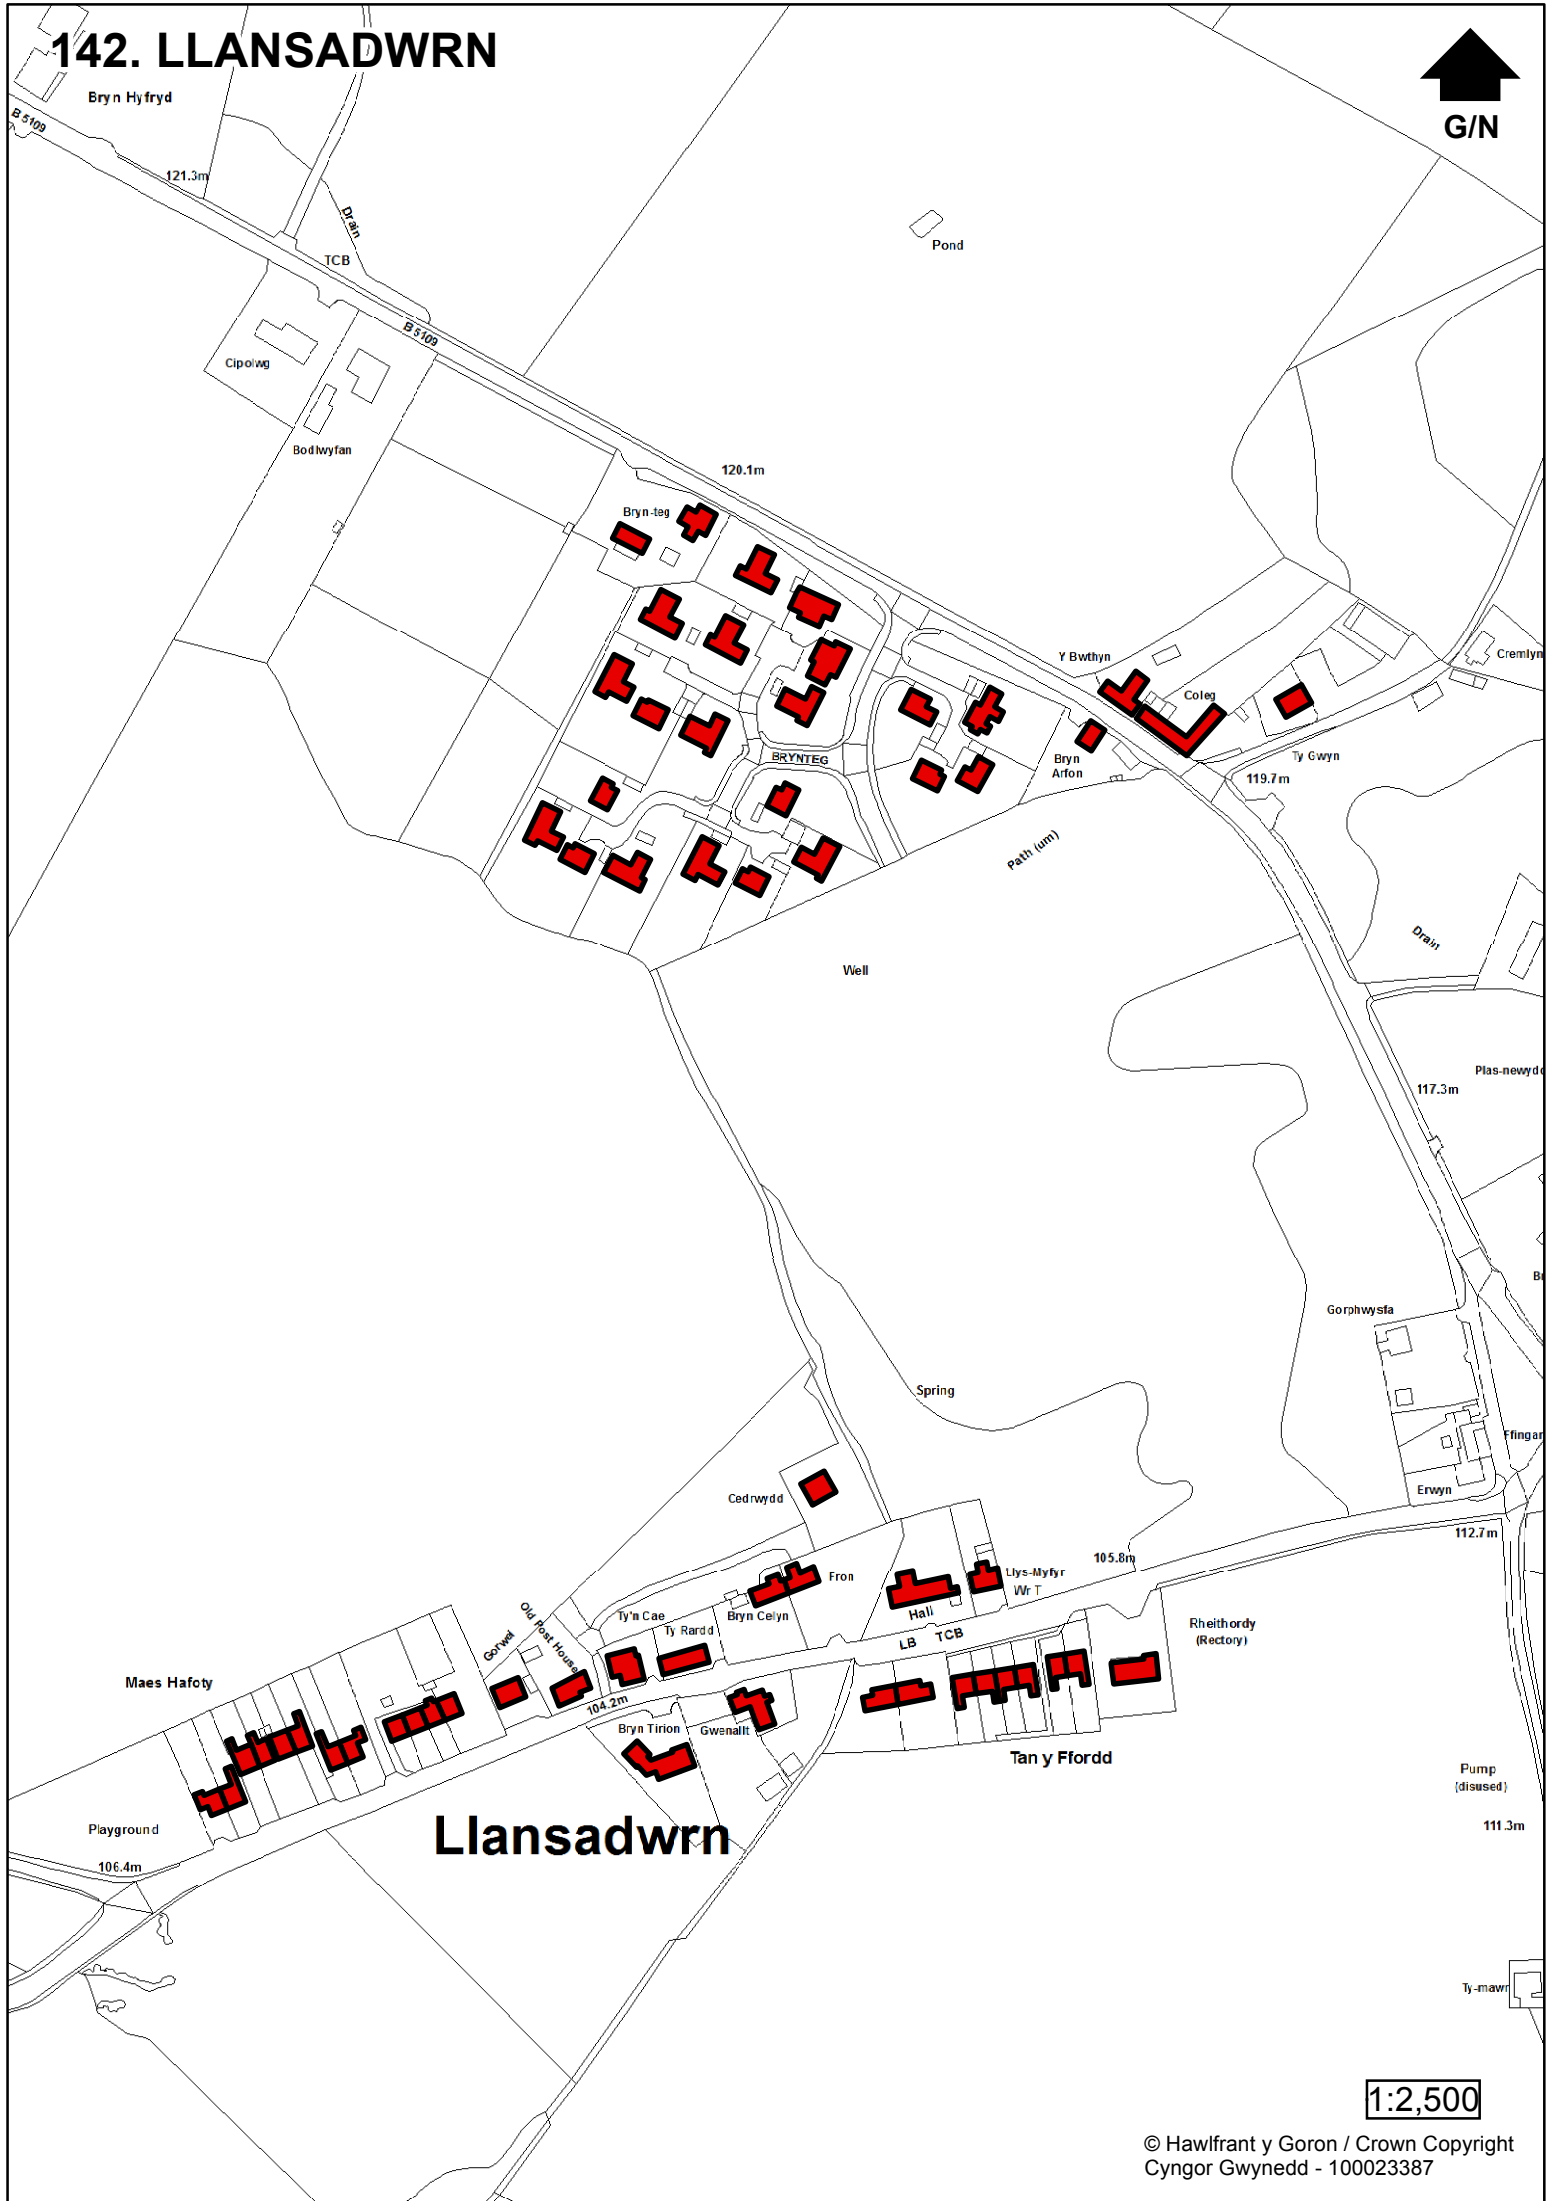 142. LLANSADWRN
G/N
Bryn Hyfryd
B 5109
121.3m
Drain
TCB
Pond
B 5109
Cipolwg
Bodlwyfan
120.1m
Bryn-teg
Y Bwthyn
Cremlyn
Coleg
BRYNTEG
Bryn
Arfon
Ty Gwyn
119.7m
Path (um)
Drain
Well
Plas-newydd
117.3m
Gorphwysfa
Spring
Ffingar
Erwyn
Cedrwydd
112.7m
105.8m
Fron
Llys-Myfyr
Wr T
Hall
Bryn Celyn
Ty'n Cae
Ty Rardd
Old Post House
Gorwel
LB TCB
Rheithordy
(Rectory)
Maes Hafoty
104.2m
Bryn Tirion
Gwenallt
Tan y Ffordd
Pump
(disused)
Llansadwrn
Playground
111.3m
106.4m
Ty-mawr
1:2,500
© Hawlfrant y Goron / Crown Copyright
Cyngor Gwynedd - 100023387